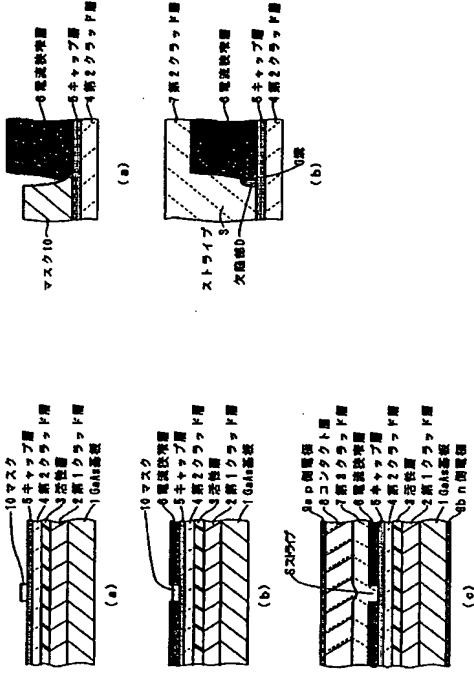 10マスク
5キャップ層
4第2クラッド層
3活性層
2第1クラッド層
1GaAs基板
(a)
10マスク
6電流狭窄層
5キャップ層
4第2クラッド層
3活性層
2第1クラッド層
1GaAs基板
(b)
9a p側電極
8コンタクト層
7第3クラッド層
6電流狭窄層
5キャップ層
4第2クラッド層
3活性層
2第1クラッド層
1GaAs基板
9b n側電極
Sストライプ
(c)
マスク10
6電流狭窄層
5キャップ層
4第2クラッド層
(a)
ストライプ
S
欠陥部D
7第2クラッド層
6電流狭窄層
5キャップ層
4第2クラッド層
G溝
(b)